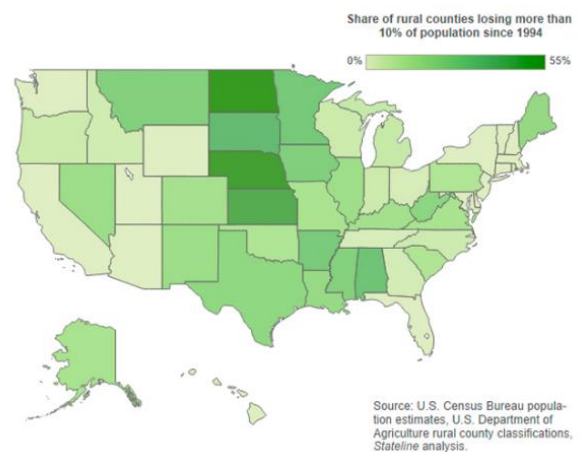 Share of rural counties losing more than
10% of population since 1994
0% 55%
Source: U.S. Census Bureau popula-
tion estimates, U.S. Department of
Agriculture rural county classifications,
Stateline analysis.